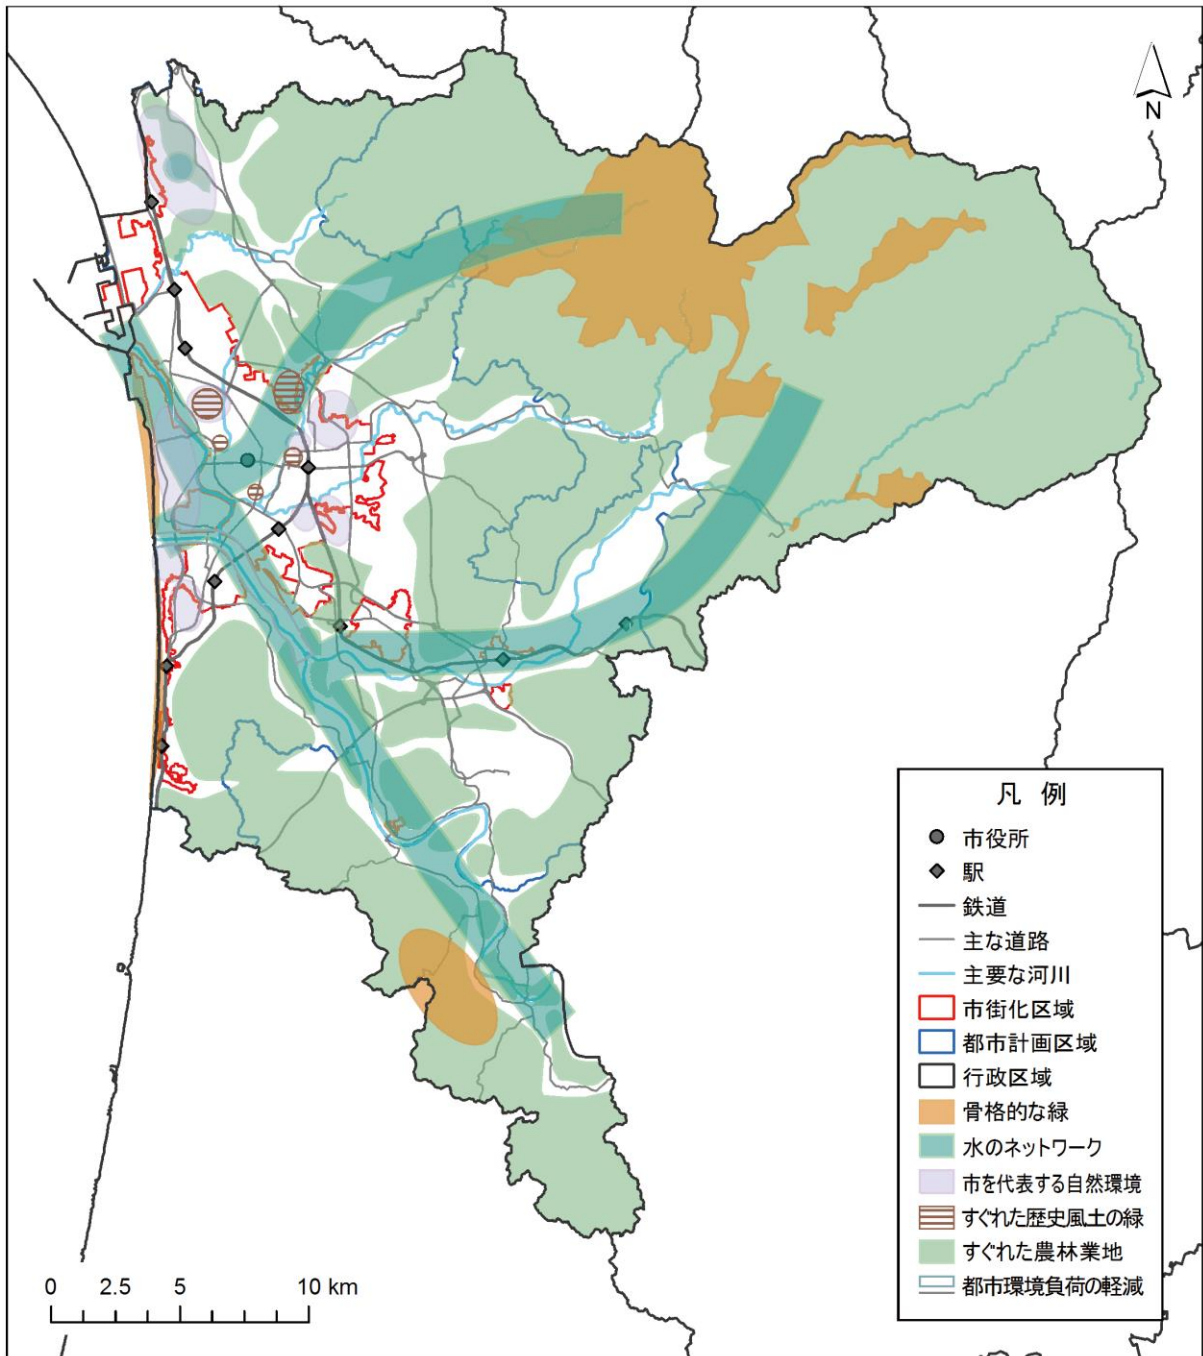 N
凡 例
市役所
駅
鉄道
主な道路
主要な河川
市街化区域
都市計画区域
行政区域
骨格的な緑
水のネットワーク
市を代表する自然環境
すぐれた歴史風土の緑
すぐれた農林業地
都市環境負荷の軽減
0 2.5 5 10 km